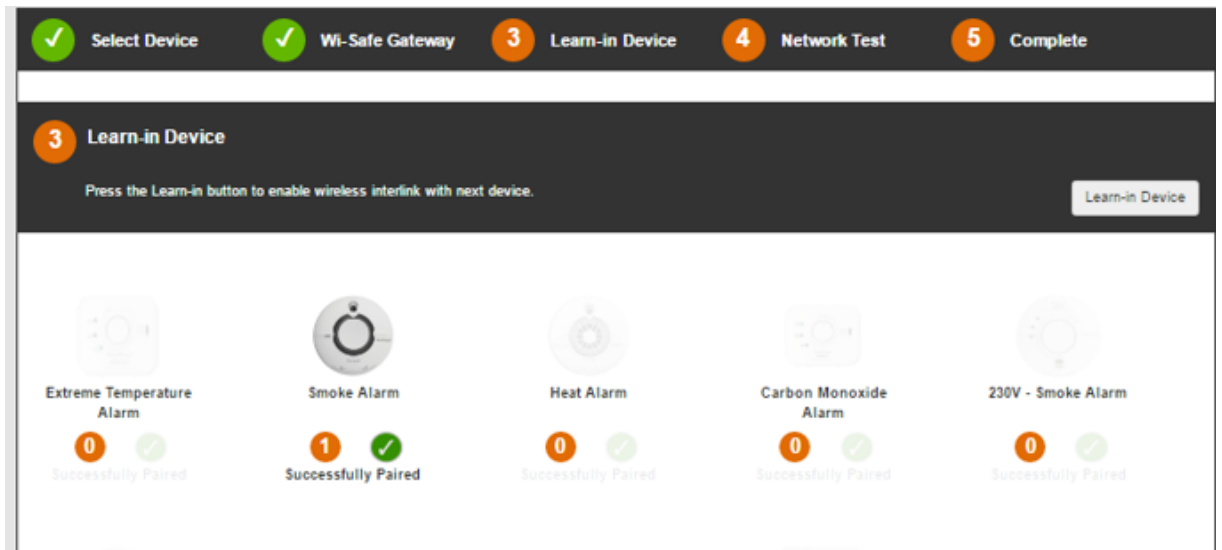 Select Device
Wi-Safe Gateway
3 Learn-in Device
4 Network Test
5 Complete
3 Learn-in Device
Press the Learn-in button to enable wireless interlink with next device.
Learn-in Device
Extreme Temperature
Alarm
0
Successfully Paired
Smoke Alarm
1
Successfully Paired
Heat Alarm
0
Successfully Paired
Carbon Monoxide
Alarm
0
Successfully Paired
230V - Smoke Alarm
0
Successfully Paired